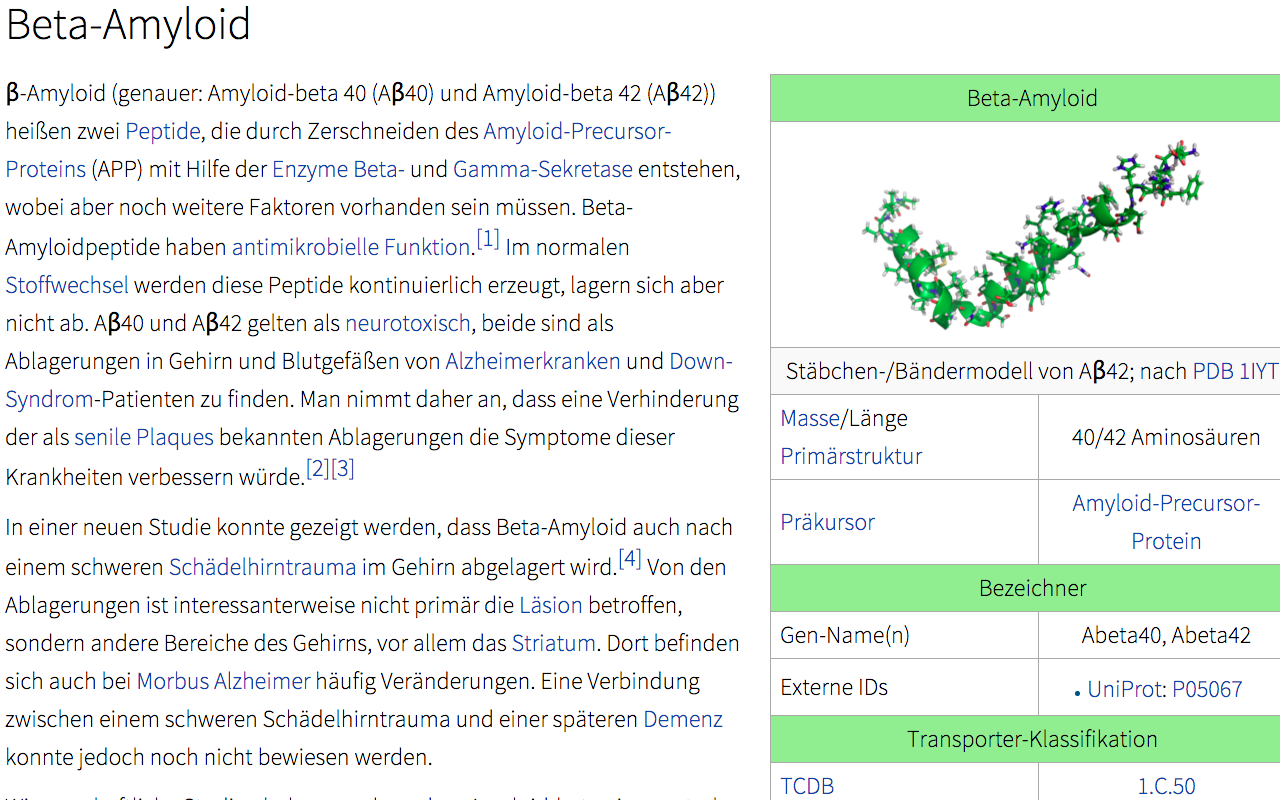 Beta-Amyloid
β-Amyloid (genauer: Amyloid-beta 40 (Aβ40) und Amyloid-beta 42 (Aβ42))
heißen zwei Peptide, die durch Zerschneiden des Amyloid-Precursor-
Proteins (APP) mit Hilfe der Enzyme Beta- und Gamma-Sekretase entstehen,
wobei aber noch weitere Faktoren vorhanden sein müssen. Beta-
Amyloidpeptide haben antimikrobielle Funktion.[1] Im normalen
Stoffwechsel werden diese Peptide kontinuierlich erzeugt, lagern sich aber
nicht ab. Aβ40 und Aβ42 gelten als neurotoxisch, beide sind als
Ablagerungen in Gehirn und Blutgefäßen von Alzheimerkranken und Down-
Syndrom-Patienten zu finden. Man nimmt daher an, dass eine Verhinderung
der als senile Plaques bekannten Ablagerungen die Symptome dieser
Krankheiten verbessern würde.[2][3]
In einer neuen Studie konnte gezeigt werden, dass Beta-Amyloid auch nach
einem schweren Schädelhirntrauma im Gehirn abgelagert wird.[4] Von den
Ablagerungen ist interessanterweise nicht primär die Läsion betroffen,
sondern andere Bereiche des Gehirns, vor allem das Striatum. Dort befinden
sich auch bei Morbus Alzheimer häufig Veränderungen. Eine Verbindung
zwischen einem schweren Schädelhirntrauma und einer späteren Demenz
konnte jedoch noch nicht bewiesen werden.
Beta-Amyloid
Stäbchen-/Bändermodell von Aβ42; nach PDB 1IYT
Masse/Länge
Primärstruktur
40/42 Aminosäuren
Präkursor
Amyloid-Precursor-
Protein
Bezeichner
Gen-Name(n)
Abeta40, Abeta42
Externe IDs
• UniProt: P05067
Transporter-Klassifikation
TCDB
1.C.50